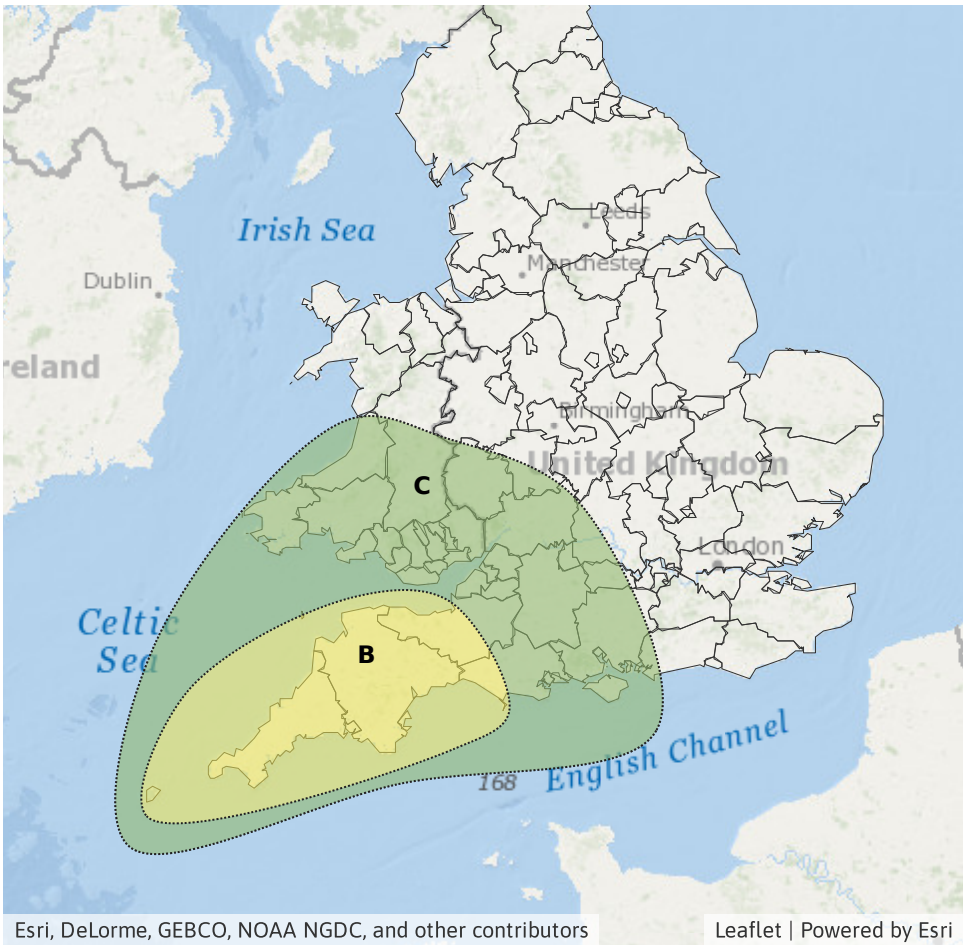 Leeds
Irish Sea
Manchester
Dublin
reland
Birmingham
United Kingdom
C
London
Celtic
Sea
B
English Channel
168
Esri, DeLorme, GEBCO, NOAA NGDC, and other contributors
Leaflet | Powered by Esri